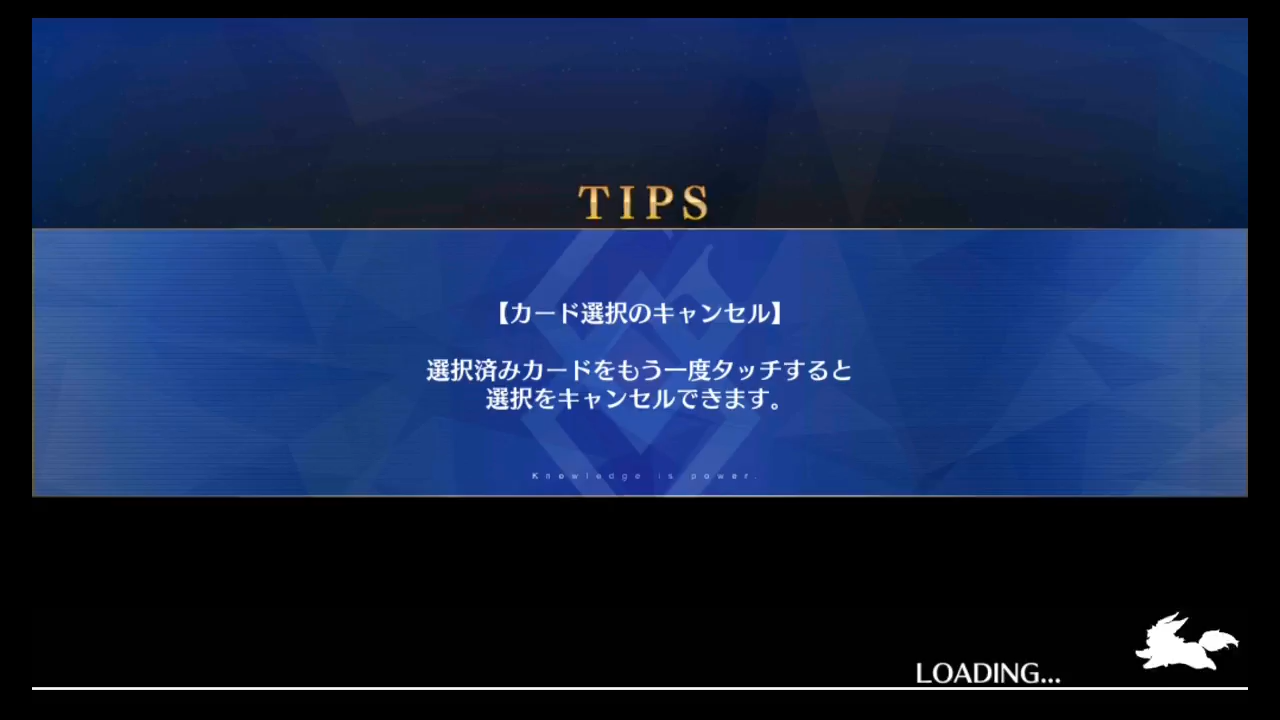 TIPS
【カード選択のキャンセル】
選択済みカードをもう一度タッチすると
選択をキャンセルできます。
Knowledge is power.
LOADING...